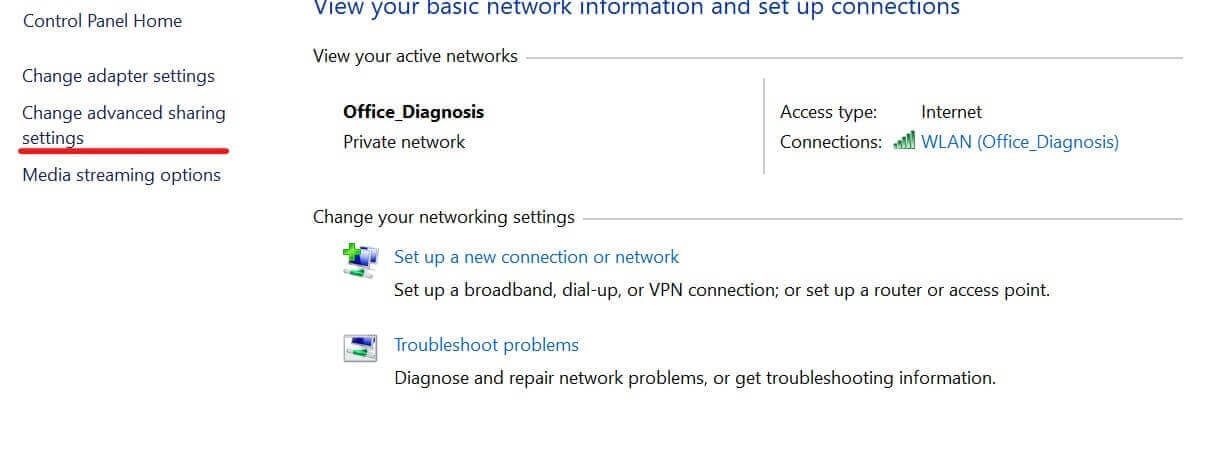 View your basic network information and set up connections
Control Panel Home
Change adapter settings
Change advanced sharing
settings
Media streaming options
View your active networks
Office_Diagnosis
Private network
Access type: Internet
Connections: WLAN (Office_Diagnosis)
Change your networking settings
Set up a new connection or network
Set up a broadband, dial-up, or VPN connection; or set up a router or access point.
Troubleshoot problems
Diagnose and repair network problems, or get troubleshooting information.